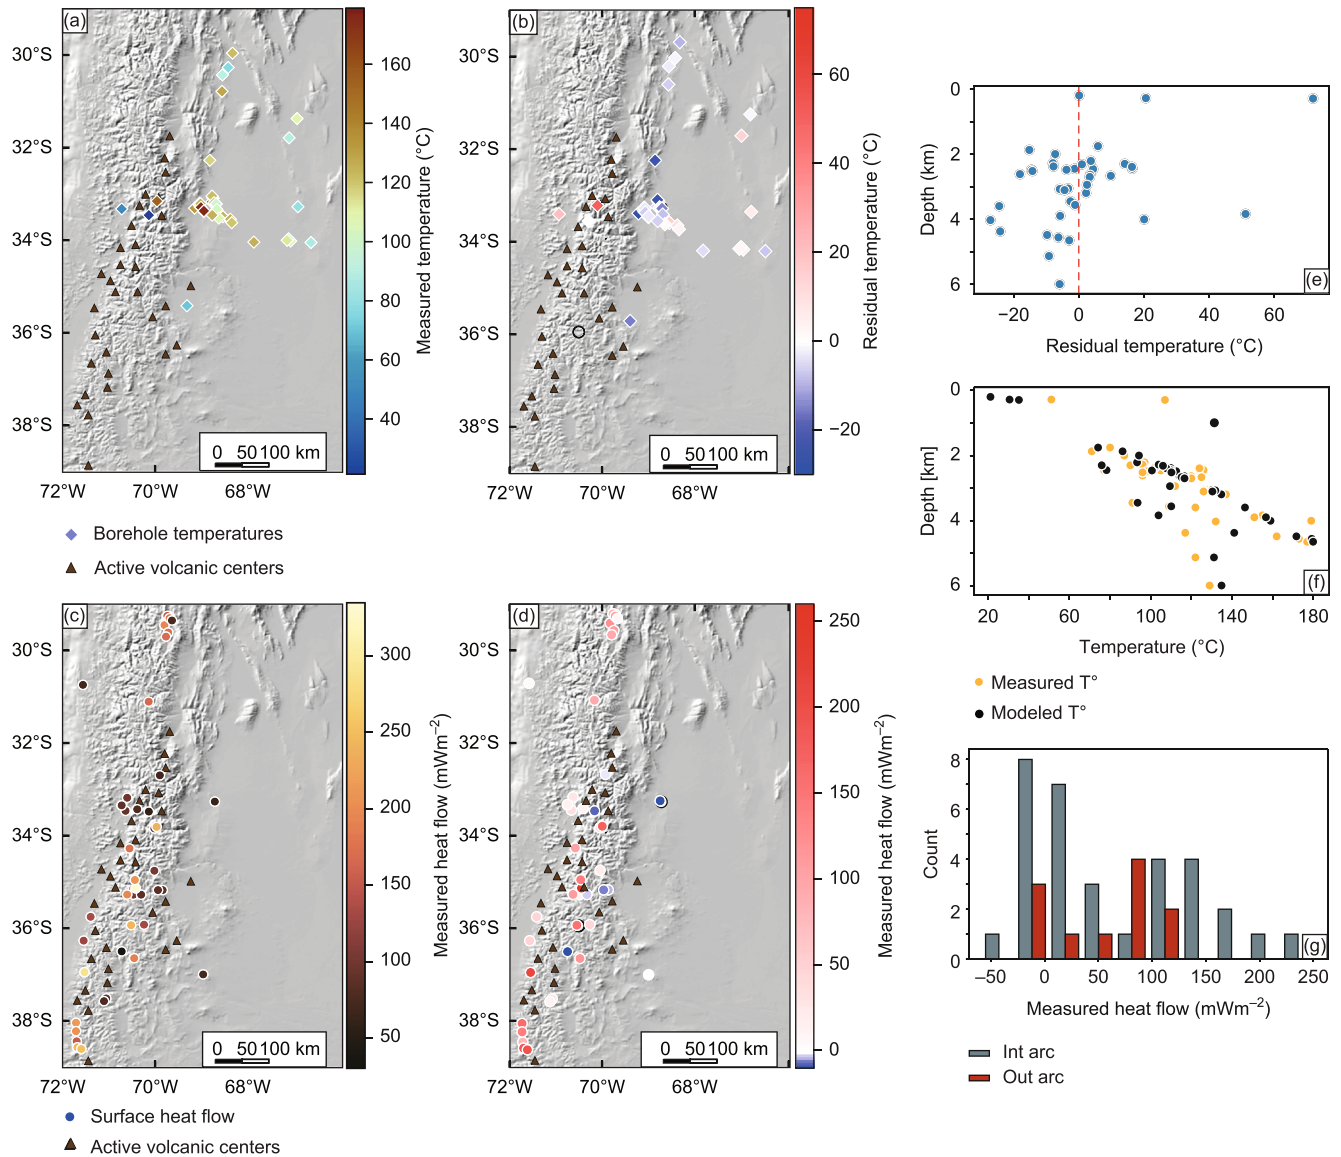 (a)
30°S
32°S
34°S
36°S
38°S
72°W
70°W
68°W
0 50 100 km
160
140
120
100
80
60
40
Measured temperature (°C)
(b)
30°S
32°S
34°S
36°S
38°S
72°W
70°W
68°W
0 50 100 km
60
40
20
0
−20
Residual temperature (°C)
Borehole temperatures
Active volcanic centers
(e)
0
2
4
6
Depth (km)
−20 0 20 40 60
Residual temperature (°C)
(f)
0
2
4
6
Depth [km]
20 60 100 140 180
Temperature (°C)
Measured T°
Modeled T°
(c)
30°S
32°S
34°S
36°S
38°S
72°W
70°W
68°W
0 50 100 km
300
250
200
150
100
50
Measured heat flow (mWm−2)
(d)
30°S
32°S
34°S
36°S
38°S
72°W
70°W
68°W
0 50 100 km
250
200
150
100
50
0
Measured heat flow (mWm−2)
Surface heat flow
Active volcanic centers
(g)
8
6
4
2
0
Count
−50 0 50 100 150 200 250
Measured heat flow (mWm−2)
Int arc
Out arc